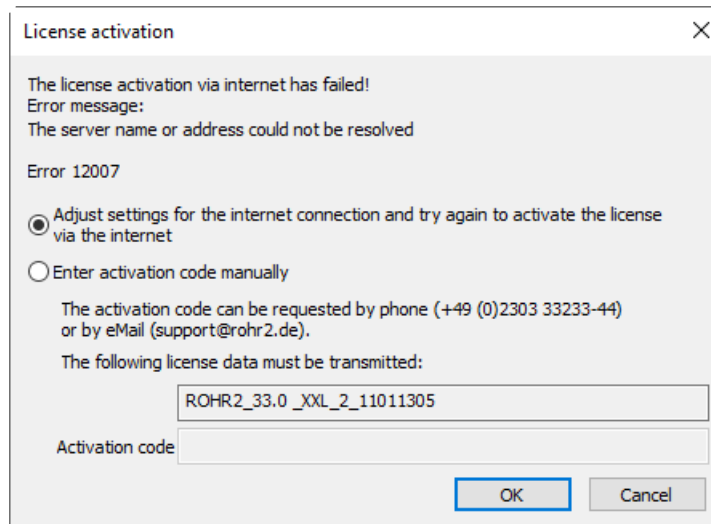 License activation
The license activation via internet has failed!
Error message:
The server name or address could not be resolved
Error 12007
Adjust settings for the internet connection and try again to activate the license
via the internet
Enter activation code manually
The activation code can be requested by phone (+49 (0)2303 33233-44)
or by eMail (support@rohr2.de).
The following license data must be transmitted:
ROHR2_33.0 _XXL_2_11011305
Activation code
OK Cancel